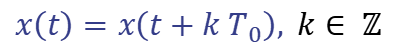 x(t) = x(t + k T₀), k ∈ ℤ